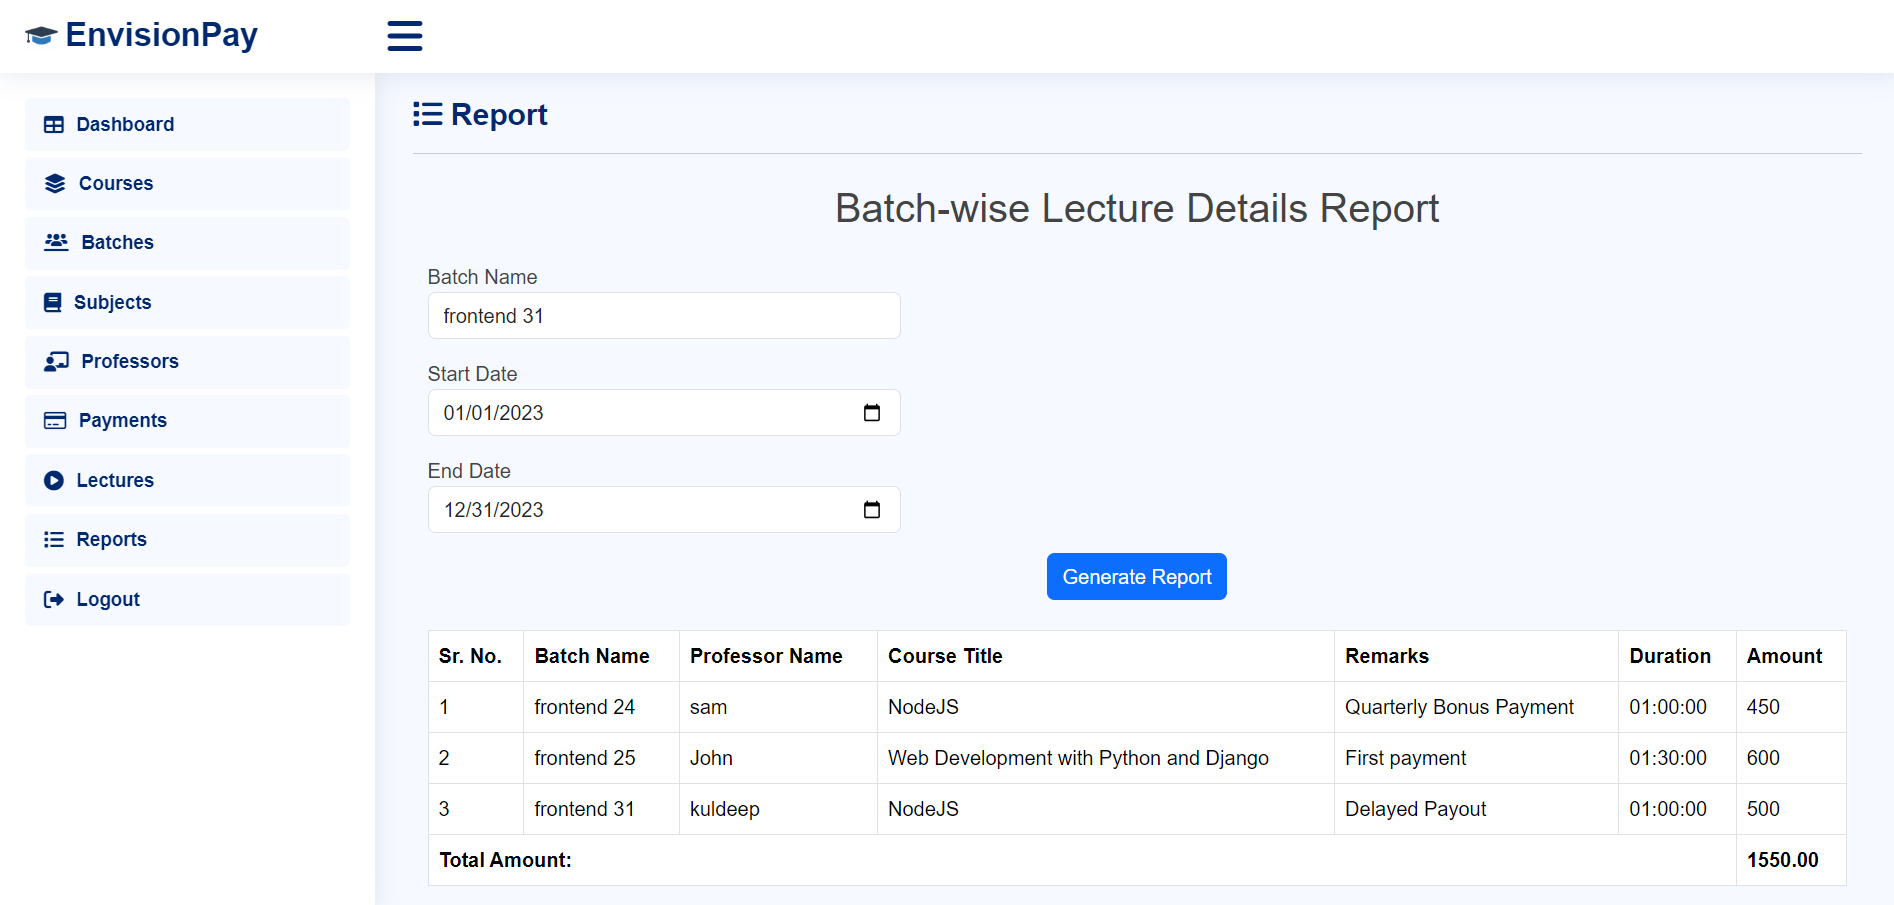 EnvisionPay
Dashboard
Courses
Batches
Subjects
Professors
Payments
Lectures
Reports
Logout
Report
Batch-wise Lecture Details Report
Batch Name
frontend 31
Start Date
01/01/2023
End Date
12/31/2023
Generate Report
Sr. No. Batch Name Professor Name Course Title Remarks Duration Amount
1 frontend 24 sam NodeJS Quarterly Bonus Payment 01:00:00 450
2 frontend 25 John Web Development with Python and Django First payment 01:30:00 600
3 frontend 31 kuldeep NodeJS Delayed Payout 01:00:00 500
Total Amount: 1550.00